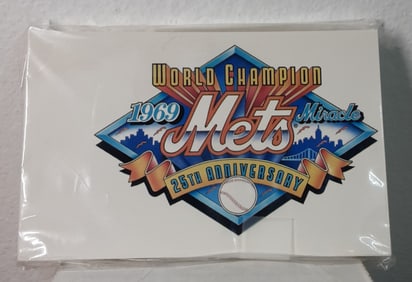 World Champion
1969 Mets Miracle
25th Anniversary